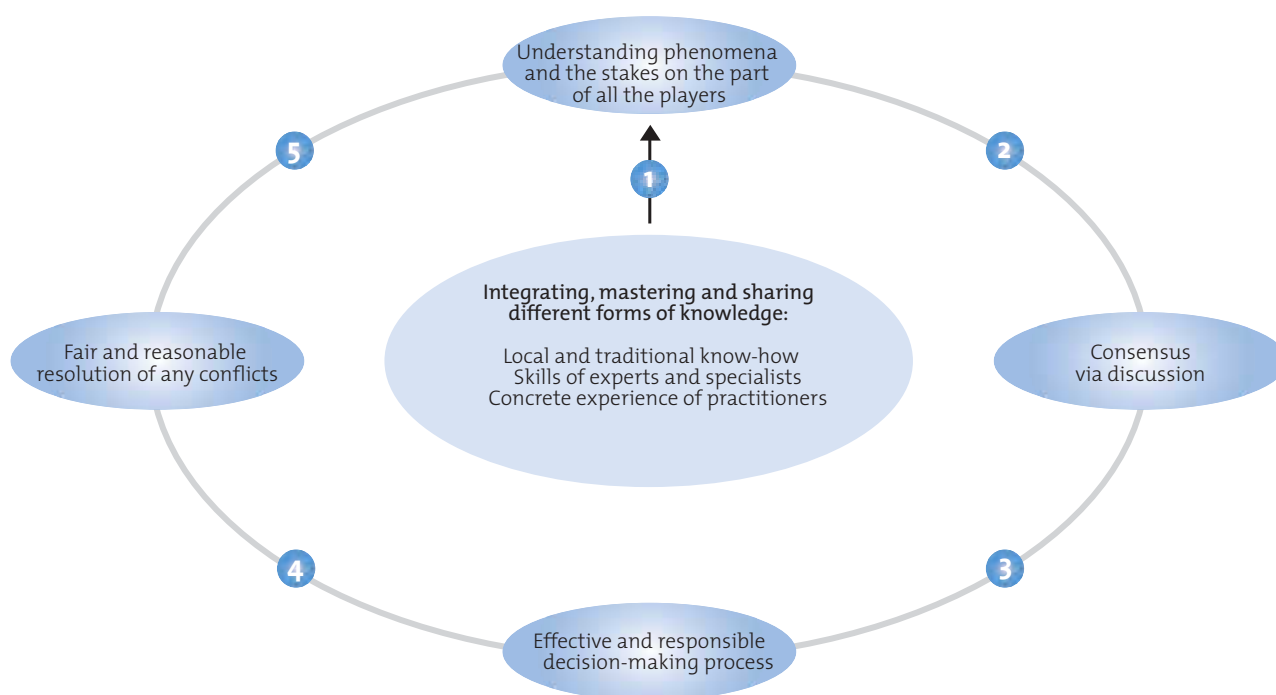 Understanding phenomena
and the stakes on the part
of all the players
5
2
1
Integrating, mastering and sharing
different forms of knowledge:
Local and traditional know-how
Skills of experts and specialists
Concrete experience of practitioners
Fair and reasonable
resolution of any conflicts
Consensus
via discussion
4
3
Effective and responsible
decision-making process